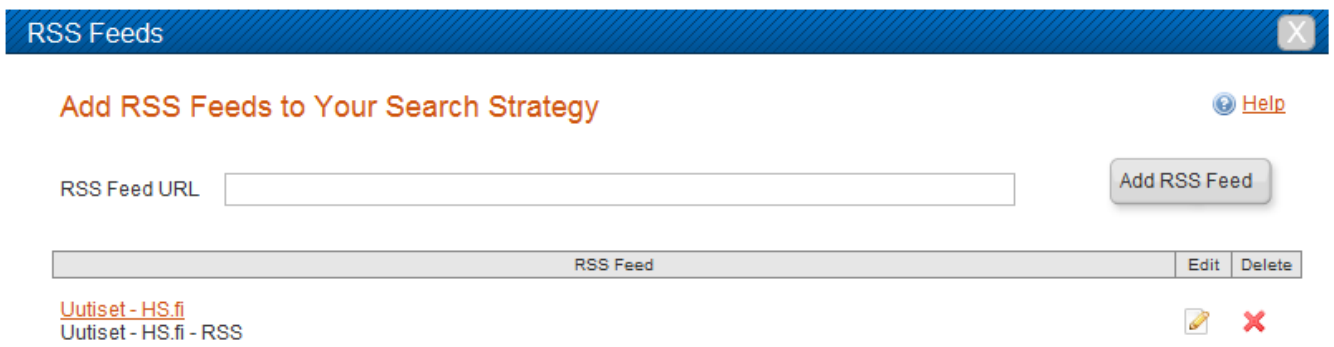 RSS Feeds X
Add RSS Feeds to Your Search Strategy
Help
RSS Feed URL
Add RSS Feed
RSS Feed Edit Delete
Uutiset - HS.fi
Uutiset - HS.fi - RSS